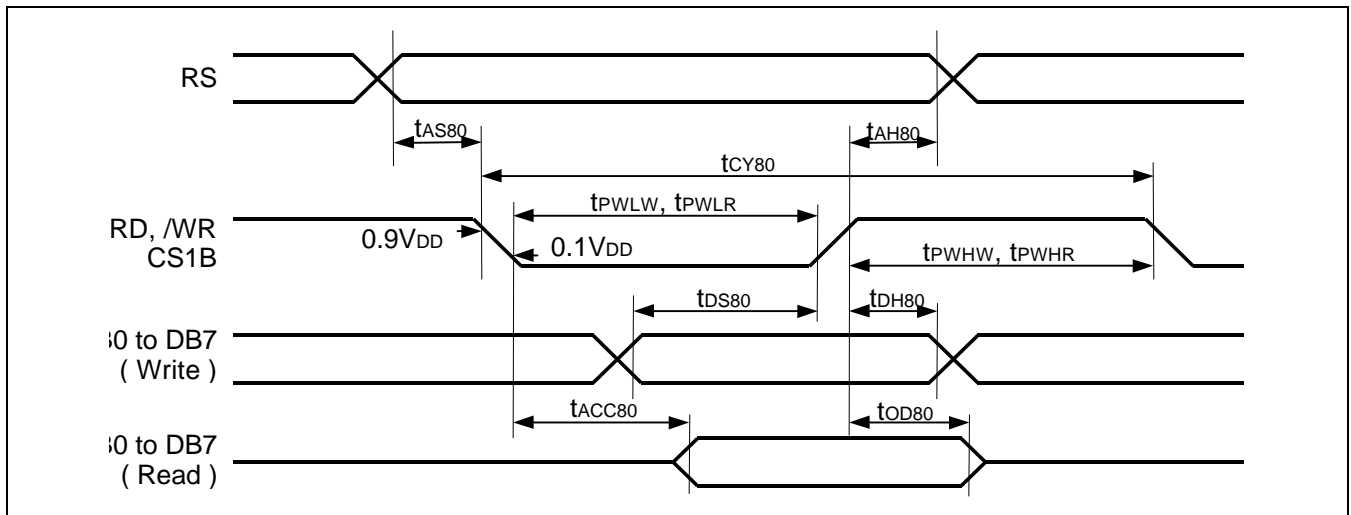 RS
tAS80
tAH80
tCY80
RD, /WR
CS1B
tPWLW, tPWLR
0.9VDD
0.1VDD
tPWHW, tPWHR
tDS80
tDH80
to DB7
( Write )
tACC80
tOD80
to DB7
( Read )